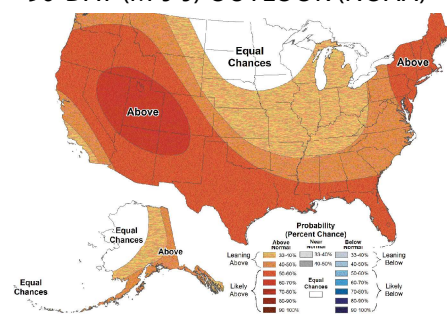 Equal
Chances
Above
Above
Equal
Chances
Above
Equal
Chances
Probability
(Percent Chance)
Above
Normal
Near
Normal
Below
Normal
Leaning
Above
33-40%
33-40%
33-40%
Leaning
Below
40-50%
40-50%
40-50%
Likely
Above
50-60%
60-70%
70-80%
80-90%
90-100%
Equal
Chances
50-60%
60-70%
70-80%
80-90%
90-100%
Likely
Below